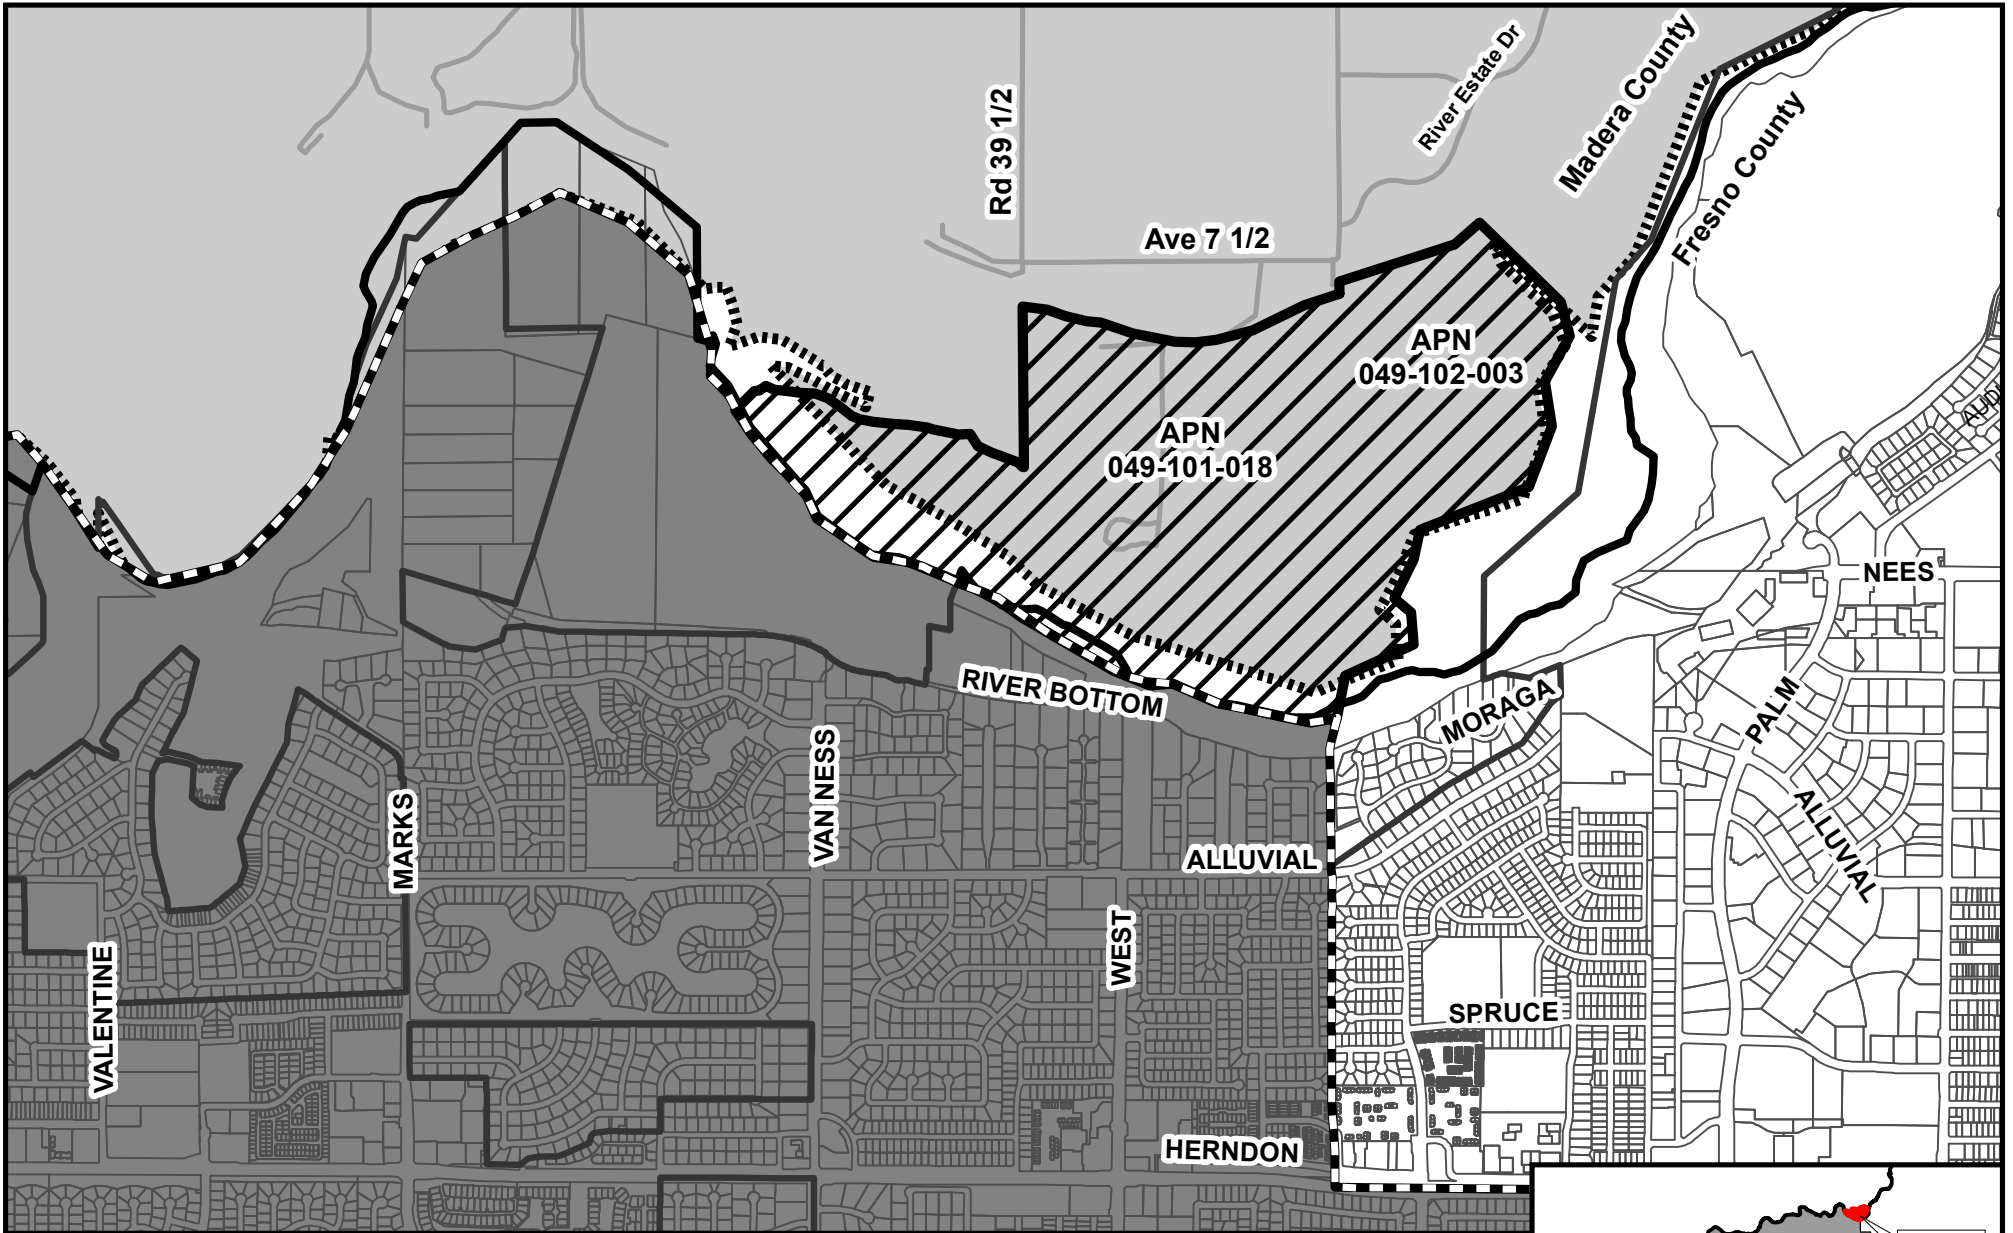 Rd 39 1/2
River Estate Dr
Madera County
Fresno County
Ave 7 1/2
APN
049-102-003
APN
049-101-018
NEES
RIVER BOTTOM
MORAGA
PALM
VAN NESS
MARKS
ALLUVIAL
ALLUVIAL
WEST
VALENTINE
SPRUCE
HERNDON